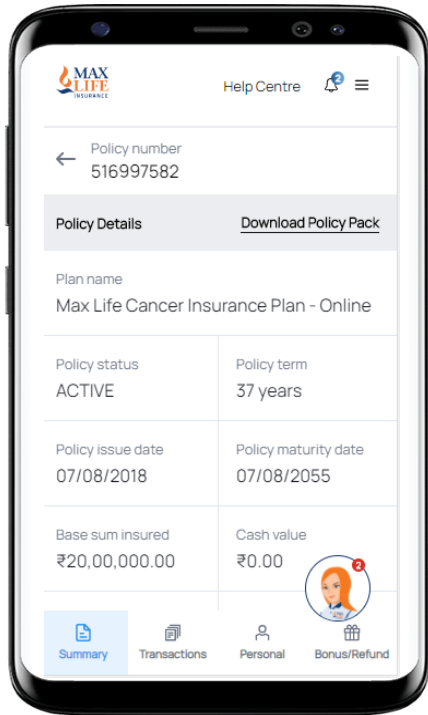 MAX
LIFE
INSURANCE
Help Centre
2
Policy number
516997582
Policy Details
Download Policy Pack
Plan name
Max Life Cancer Insurance Plan - Online
Policy status
ACTIVE
Policy term
37 years
Policy issue date
07/08/2018
Policy maturity date
07/08/2055
Base sum insured
₹20,00,000.00
Cash value
₹0.00
2
Summary
Transactions
Personal
Bonus/Refund